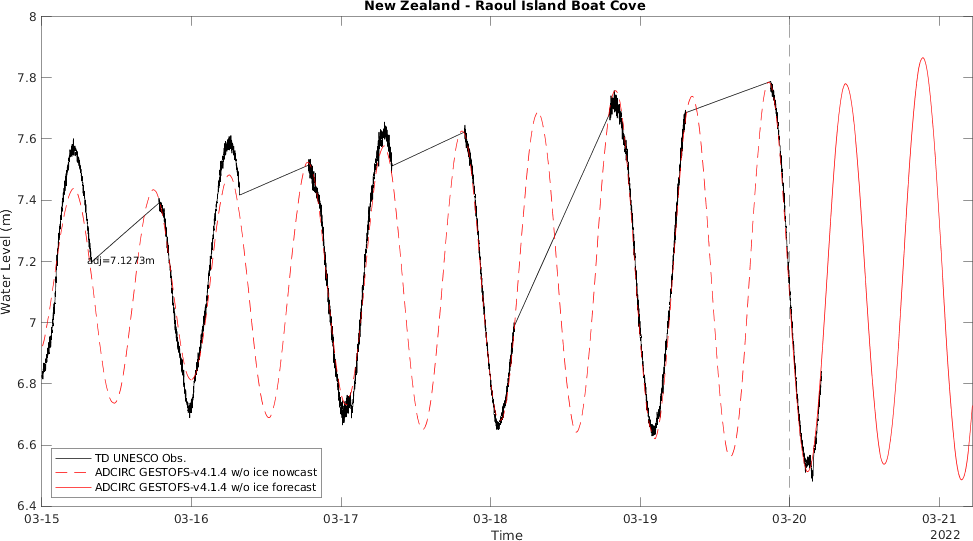 New Zealand - Raoul Island Boat Cove
Water Level (m)
8
7.8
7.6
7.4
7.2
7
6.8
6.6
6.4
adj=7.1273m
TD UNESCO Obs.
ADCIRC GESTOFS-v4.1.4 w/o ice nowcast
ADCIRC GESTOFS-v4.1.4 w/o ice forecast
03-15 03-16 03-17 03-18 03-19 03-20 03-21
Time
2022